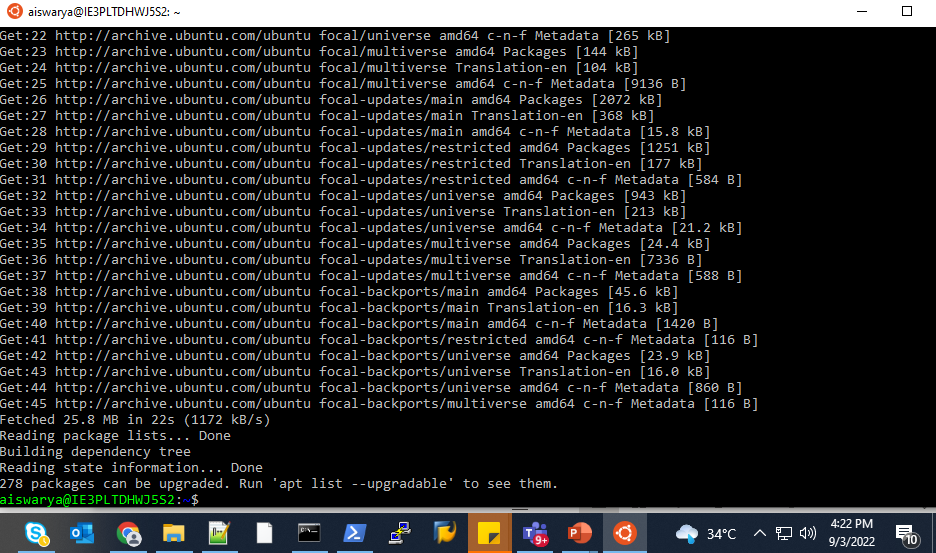 aiswarya@IE3PLTDHWJ5S2: ~
Get:22 http://archive.ubuntu.com/ubuntu focal/universe amd64 c-n-f Metadata [265 kB]
Get:23 http://archive.ubuntu.com/ubuntu focal/multiverse amd64 Packages [144 kB]
Get:24 http://archive.ubuntu.com/ubuntu focal/multiverse Translation-en [104 kB]
Get:25 http://archive.ubuntu.com/ubuntu focal/multiverse amd64 c-n-f Metadata [9136 B]
Get:26 http://archive.ubuntu.com/ubuntu focal-updates/main amd64 Packages [2072 kB]
Get:27 http://archive.ubuntu.com/ubuntu focal-updates/main Translation-en [368 kB]
Get:28 http://archive.ubuntu.com/ubuntu focal-updates/main amd64 c-n-f Metadata [15.8 kB]
Get:29 http://archive.ubuntu.com/ubuntu focal-updates/restricted amd64 Packages [1251 kB]
Get:30 http://archive.ubuntu.com/ubuntu focal-updates/restricted Translation-en [177 kB]
Get:31 http://archive.ubuntu.com/ubuntu focal-updates/restricted amd64 c-n-f Metadata [584 B]
Get:32 http://archive.ubuntu.com/ubuntu focal-updates/universe amd64 Packages [943 kB]
Get:33 http://archive.ubuntu.com/ubuntu focal-updates/universe Translation-en [213 kB]
Get:34 http://archive.ubuntu.com/ubuntu focal-updates/universe amd64 c-n-f Metadata [21.2 kB]
Get:35 http://archive.ubuntu.com/ubuntu focal-updates/multiverse amd64 Packages [24.4 kB]
Get:36 http://archive.ubuntu.com/ubuntu focal-updates/multiverse Translation-en [7336 B]
Get:37 http://archive.ubuntu.com/ubuntu focal-updates/multiverse amd64 c-n-f Metadata [588 B]
Get:38 http://archive.ubuntu.com/ubuntu focal-backports/main amd64 Packages [45.6 kB]
Get:39 http://archive.ubuntu.com/ubuntu focal-backports/main Translation-en [16.3 kB]
Get:40 http://archive.ubuntu.com/ubuntu focal-backports/main amd64 c-n-f Metadata [1420 B]
Get:41 http://archive.ubuntu.com/ubuntu focal-backports/restricted amd64 c-n-f Metadata [116 B]
Get:42 http://archive.ubuntu.com/ubuntu focal-backports/universe amd64 Packages [23.9 kB]
Get:43 http://archive.ubuntu.com/ubuntu focal-backports/universe Translation-en [16.0 kB]
Get:44 http://archive.ubuntu.com/ubuntu focal-backports/universe amd64 c-n-f Metadata [860 B]
Get:45 http://archive.ubuntu.com/ubuntu focal-backports/multiverse amd64 c-n-f Metadata [116 B]
Fetched 25.8 MB in 22s (1172 kB/s)
Reading package lists... Done
Building dependency tree
Reading state information... Done
278 packages can be upgraded. Run 'apt list --upgradable' to see them.
aiswarya@IE3PLTDHWJ5S2:~$
9+
34°C
4:22 PM
9/3/2022
10